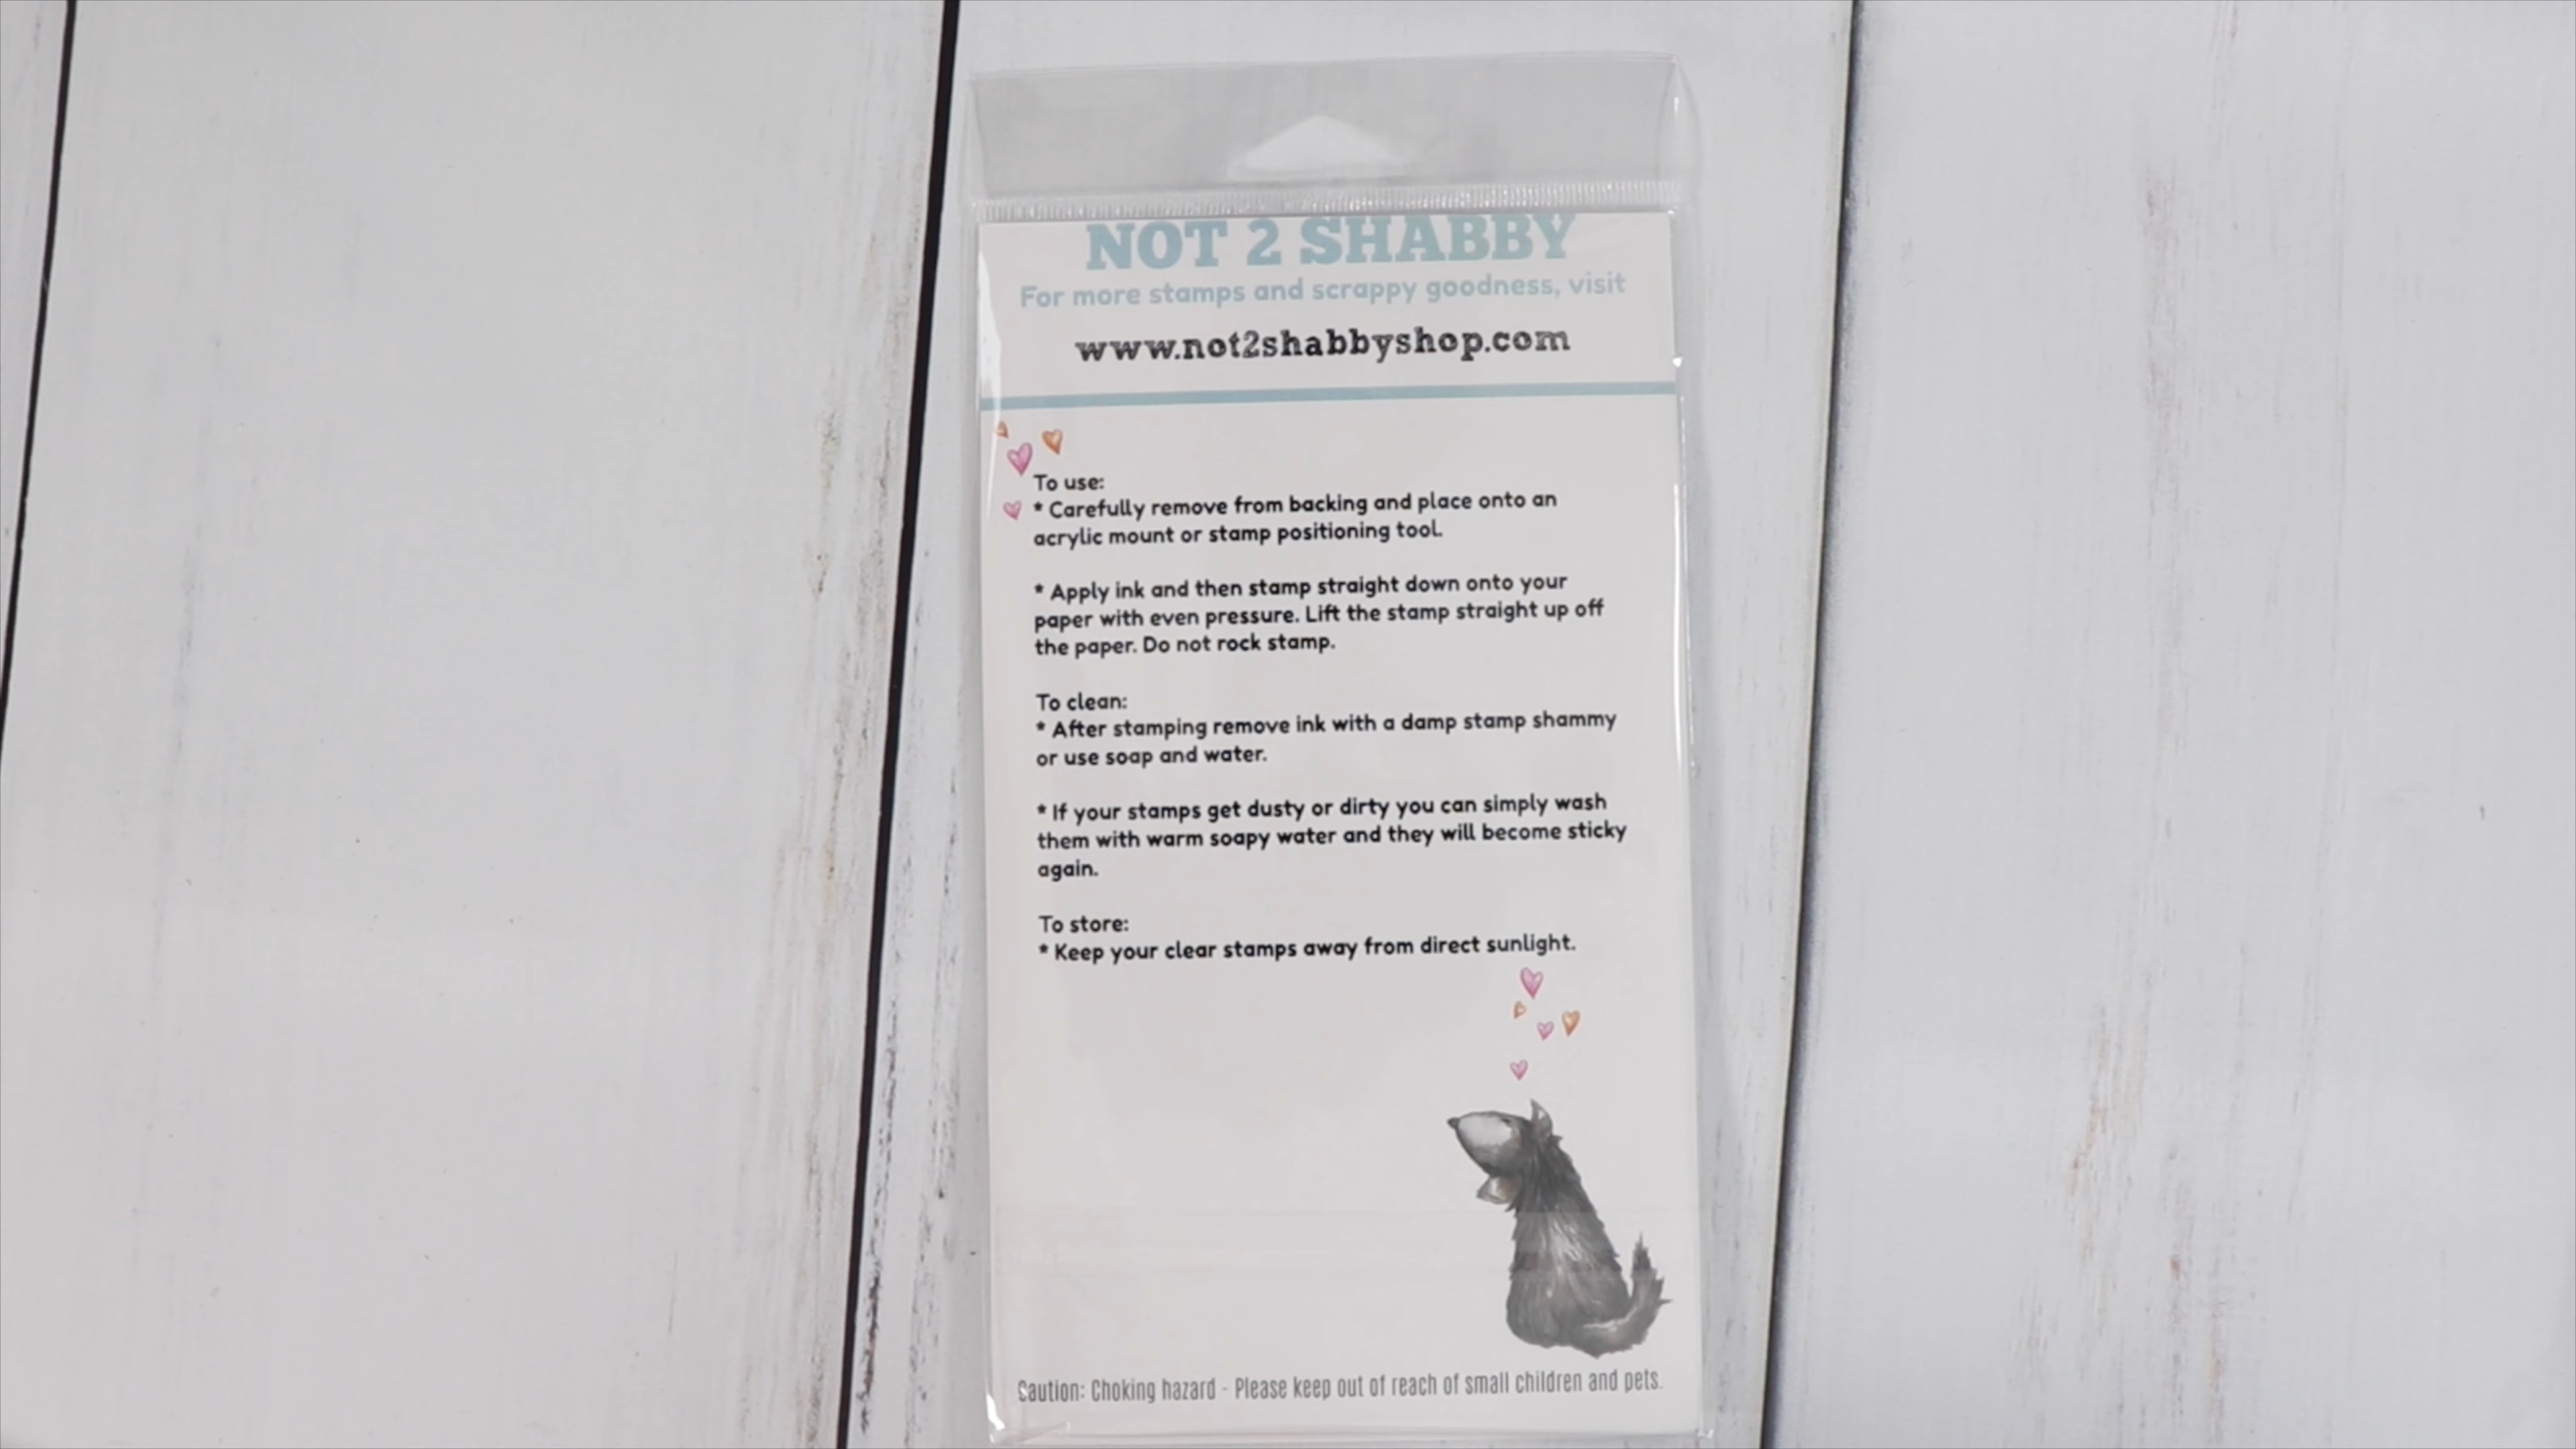 NOT 2 SHABBY
For more stamps and scrappy goodness, visit
www.not2shabbyshop.com
To use:
* Carefully remove from backing and place onto an
acrylic mount or stamp positioning tool.
* Apply ink and then stamp straight down onto your
paper with even pressure. Lift the stamp straight up off
the paper. Do not rock stamp.
To clean:
* After stamping remove ink with a damp stamp shammy
or use soap and water.
* If your stamps get dusty or dirty you can simply wash
them with warm soapy water and they will become sticky
again.
To store:
* Keep your clear stamps away from direct sunlight.
Caution: Choking hazard - Please keep out of reach of small children and pets.